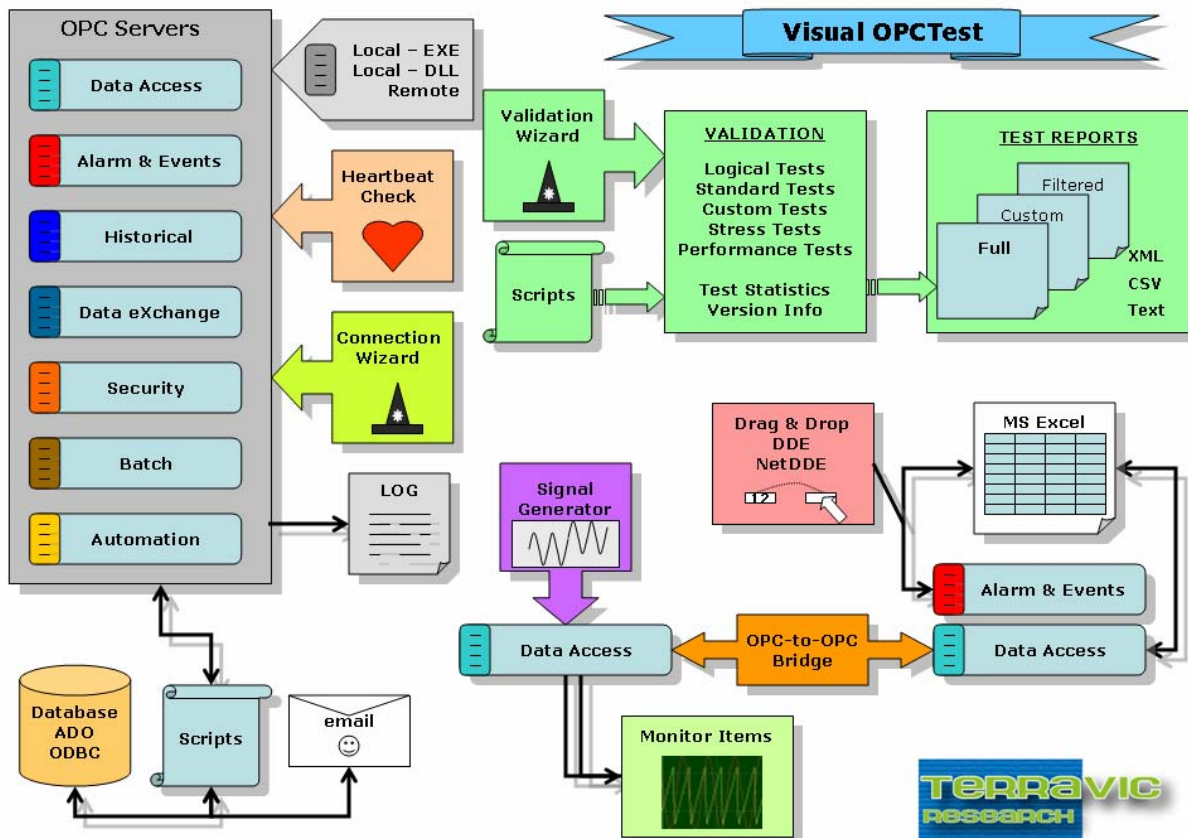 OPC Servers
Data Access
Alarm & Events
Historical
Data eXchange
Security
Batch
Automation
Local – EXE
Local – DLL
Remote
Heartbeat
Check
Connection
Wizard
LOG
Visual OPCTest
Validation
Wizard
Scripts
VALIDATION
Logical Tests
Standard Tests
Custom Tests
Stress Tests
Performance Tests
Test Statistics
Version Info
TEST REPORTS
Filtered
Custom
Full
XML
CSV
Text
Signal
Generator
Drag & Drop
DDE
NetDDE
12
MS Excel
Alarm & Events
Data Access
OPC-to-OPC
Bridge
Data Access
Monitor Items
Database
ADO
ODBC
Scripts
email
TERRAVIC
RESEARCH